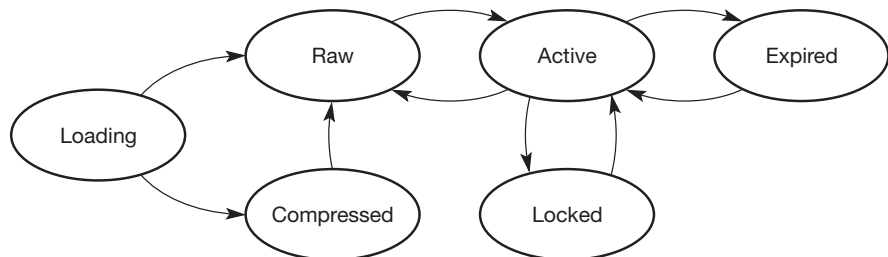 Raw
Active
Expired
Loading
Compressed
Locked